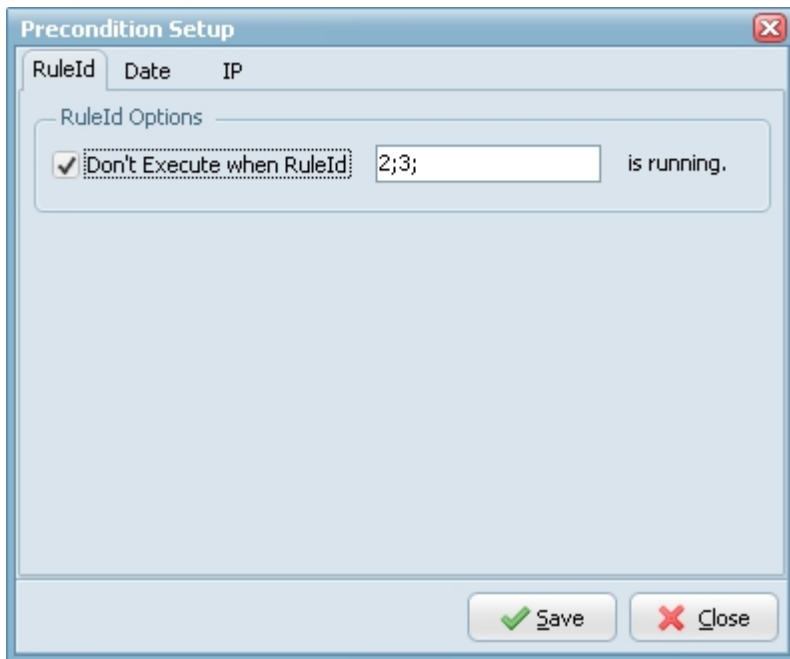 Precondition Setup
RuleId Date IP
RuleId Options
Don't Execute when RuleId 2;3; is running.
Save Close